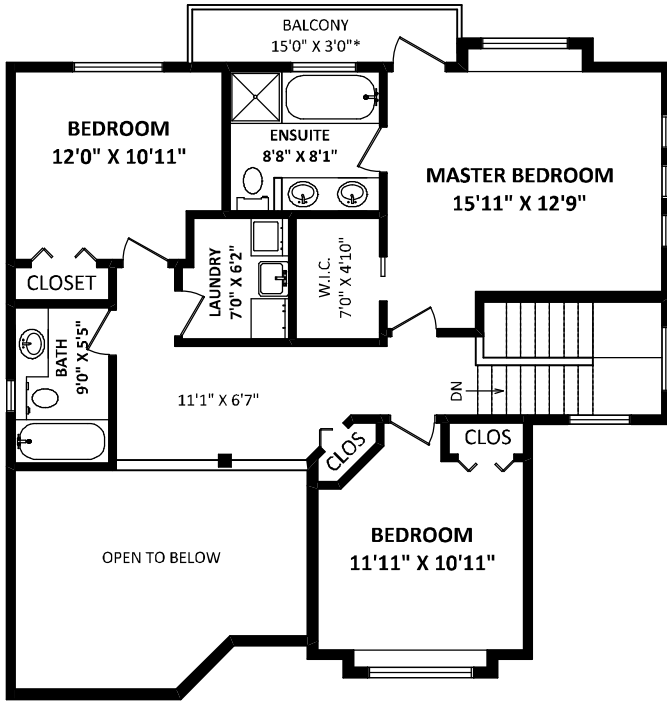 BALCONY
15'0" X 3'0"*
BEDROOM
12'0" X 10'11"
ENSUITE
8'8" X 8'1"
MASTER BEDROOM
15'11" X 12'9"
CLOSET
LAUNDRY
7'0" X 6'2"
W.I.C.
7'0" X 4'10"
BATH
9'0" X 5'5"
11'1" X 6'7"
DN
CLOS
CLOS
BEDROOM
11'11" X 10'11"
OPEN TO BELOW